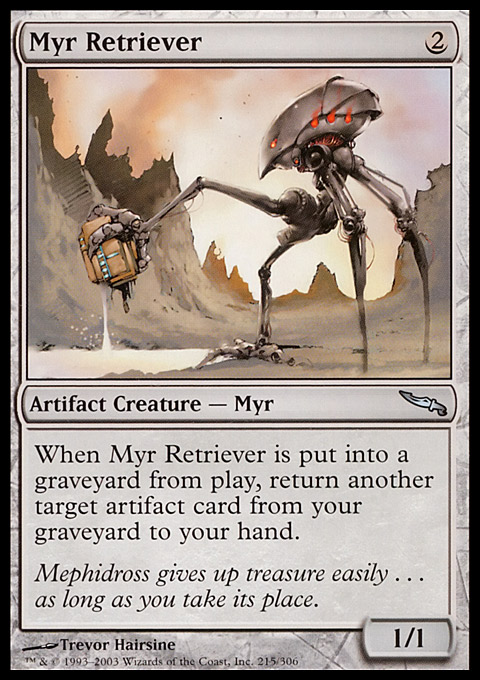 Myr Retriever
2
Artifact Creature — Myr
When Myr Retriever is put into a
graveyard from play, return another
target artifact card from your
graveyard to your hand.
Mephidross gives up treasure easily . . .
as long as you take its place.
Trevor Hairsine
1/1
™ & © 1993–2003 Wizards of the Coast, Inc. 215/306